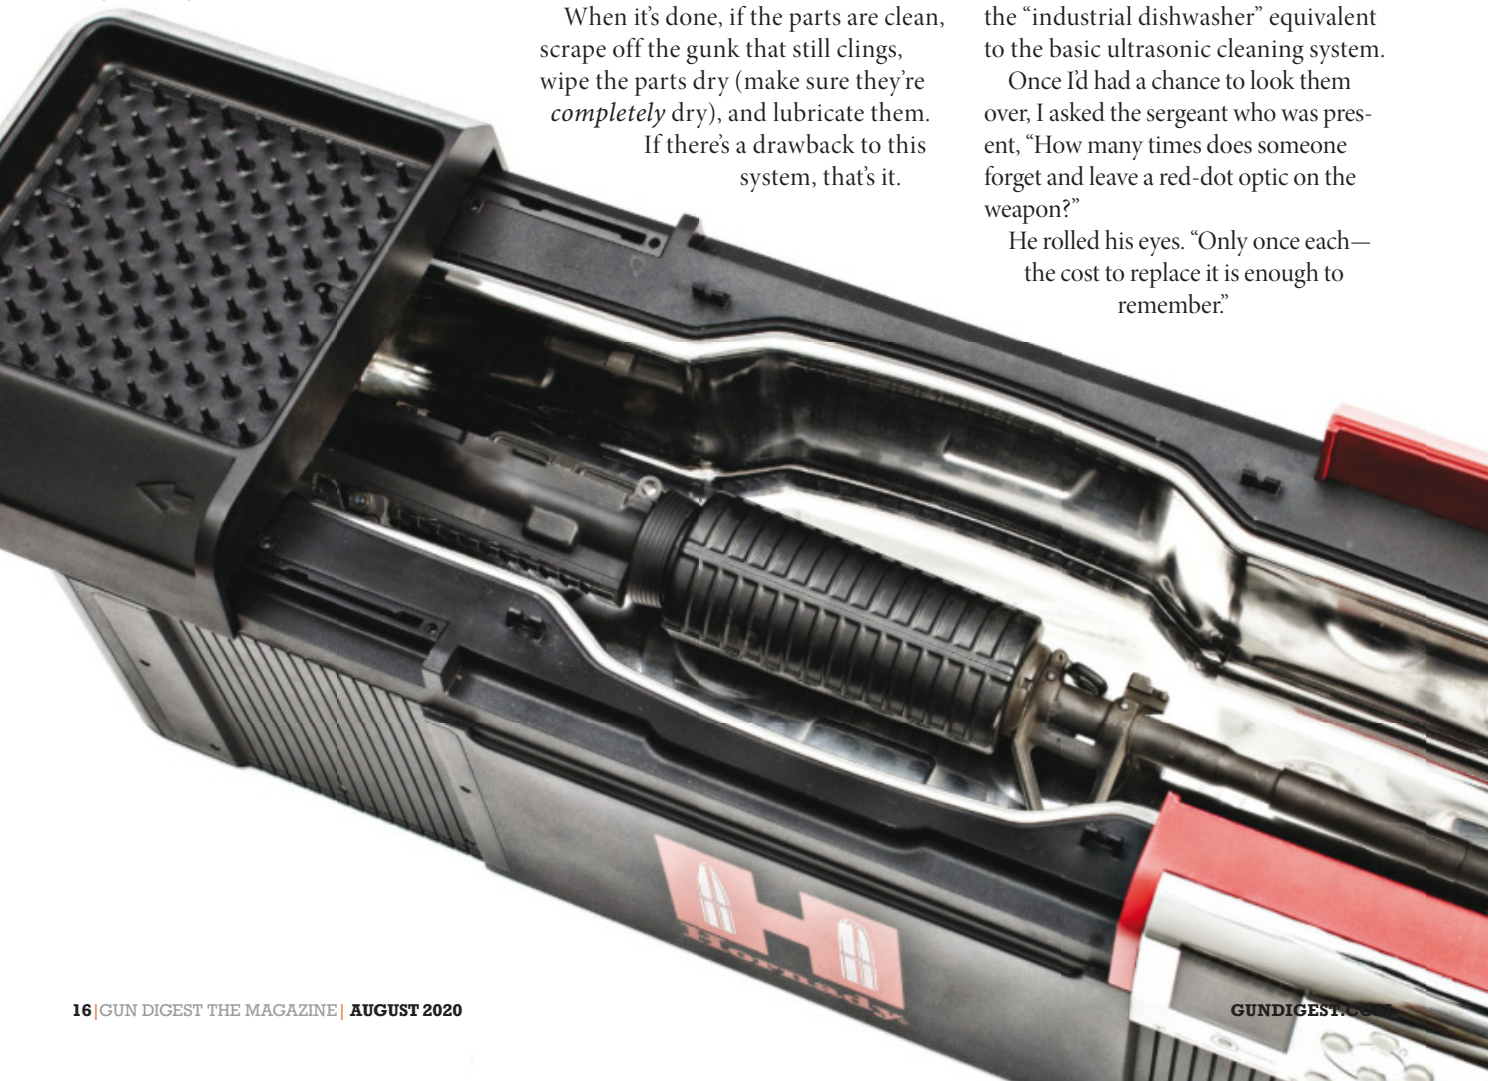 When it’s done, if the parts are clean,
scrape off the gunk that still clings,
wipe the parts dry (make sure they’re
completely dry), and lubricate them.
If there’s a drawback to this
system, that’s it.
the “industrial dishwasher” equivalent
to the basic ultrasonic cleaning system.
Once I’d had a chance to look them
over, I asked the sergeant who was pres-
ent, “How many times does someone
forget and leave a red-dot optic on the
weapon?”
He rolled his eyes. “Only once each—
the cost to replace it is enough to
remember.”
Hornady
16|GUN DIGEST THE MAGAZINE| AUGUST 2020
GUNDIGEST.COM